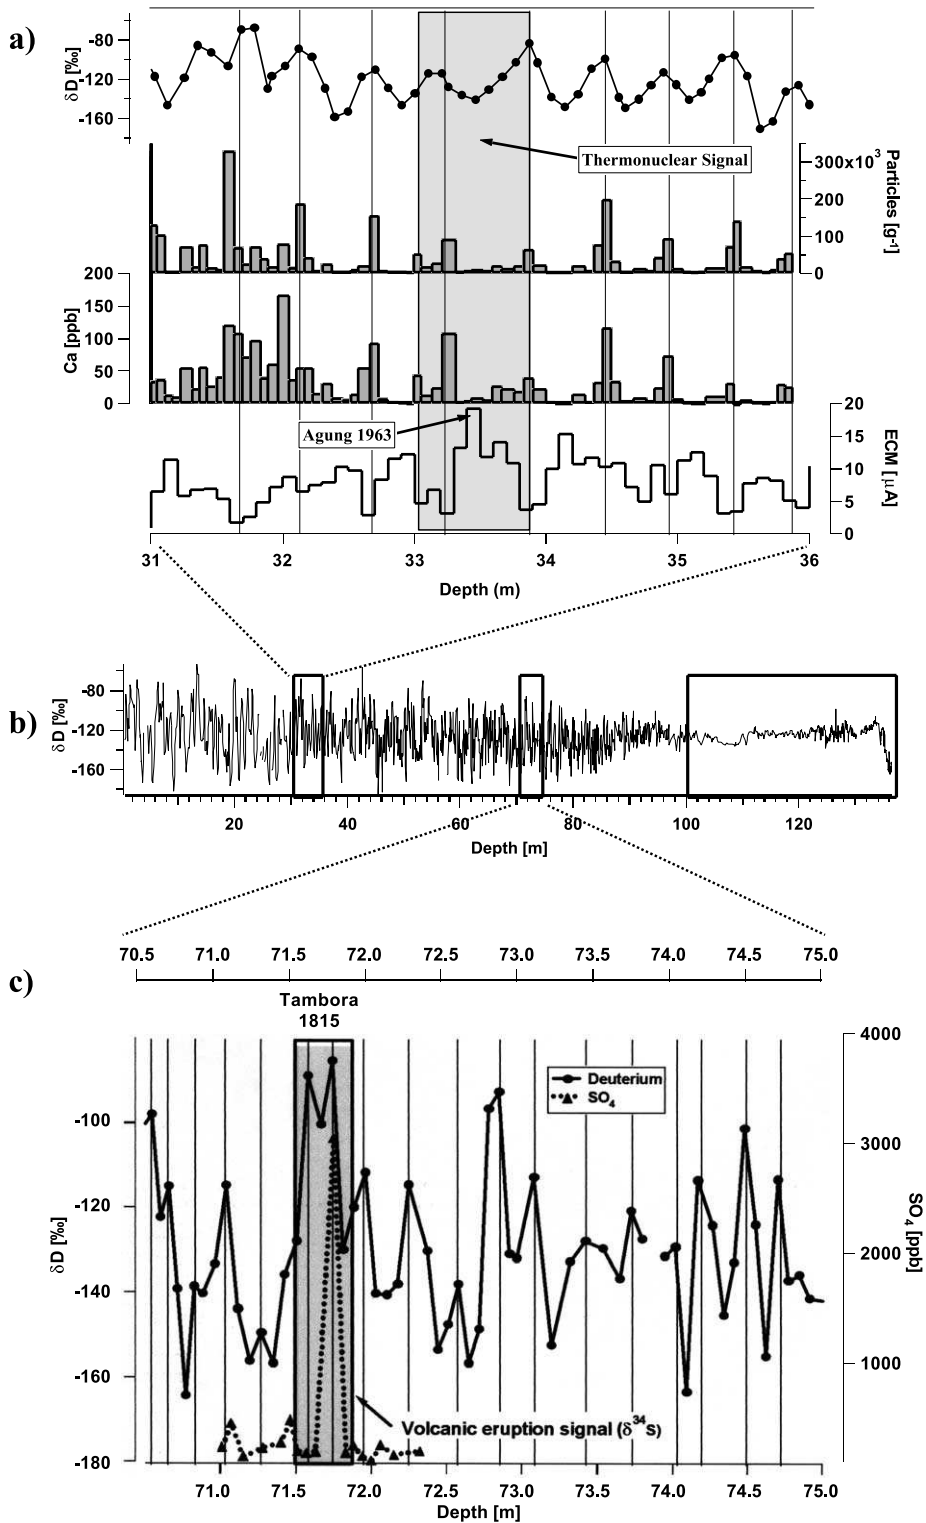 a)
-80
-120
-160
δD [‰]
Thermonuclear Signal
300x10³
200
100
0
Particles [g-1]
200
150
100
50
0
Ca [ppb]
Agung 1963
20
15
10
5
0
ECM [μA]
31 32 33 34 35 36
Depth (m)
b)
-80
-120
-160
δD [‰]
20 40 60 80 100 120
Depth [m]
70.5 71.0 71.5 72.0 72.5 73.0 73.5 74.0 74.5 75.0
c)
Tambora
1815
4000
3000
2000
1000
SO4 [ppb]
Deuterium
SO4
-100
-120
-140
-160
-180
δD [‰]
Volcanic eruption signal (δ³⁴S)
71.0 71.5 72.0 72.5 73.0 73.5 74.0 74.5 75.0
Depth [m]